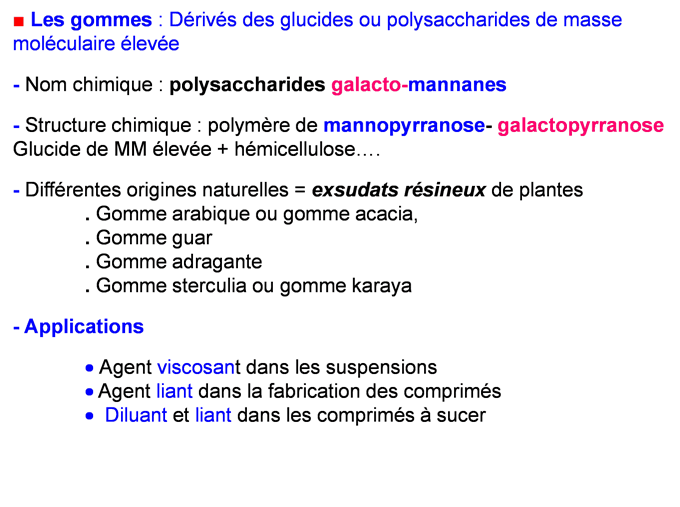 ■ Les gommes : Dérivés des glucides ou polysaccharides de masse
moléculaire élevée
- Nom chimique : polysaccharides galacto-mannanes
- Structure chimique : polymère de mannopyrranose- galactopyrranose
Glucide de MM élevée + hémicellulose....
- Différentes origines naturelles = exsudats résineux de plantes
. Gomme arabique ou gomme acacia,
. Gomme guar
. Gomme adragante
. Gomme sterculia ou gomme karaya
- Applications
• Agent viscosant dans les suspensions
• Agent liant dans la fabrication des comprimés
• Diluant et liant dans les comprimés à sucer